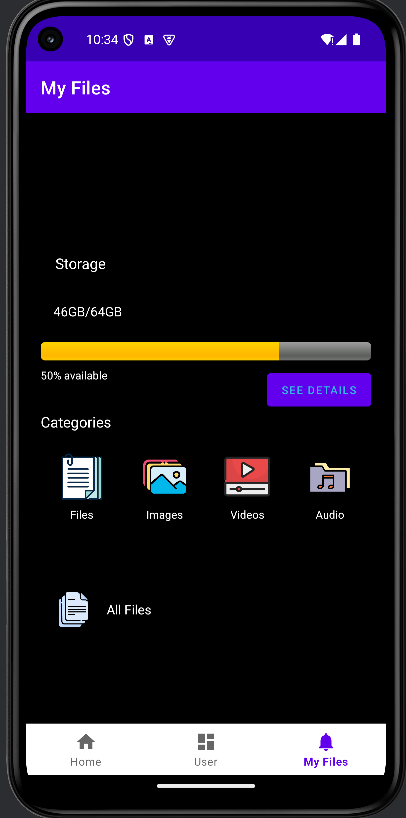 10:34
My Files
Storage
46GB/64GB
50% available
SEE DETAILS
Categories
Files Images Videos Audio
All Files
Home User My Files